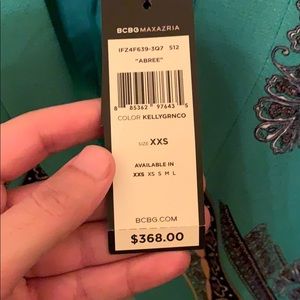 BCBGMAXAZRIA
IFZ4F639-3Q7 512
"ABREE"
8 85362 97643 5
COLOR KELLYGRNCO
SIZE XXS
AVAILABLE IN
XXS XS S M L
BCBG.COM
$368.00